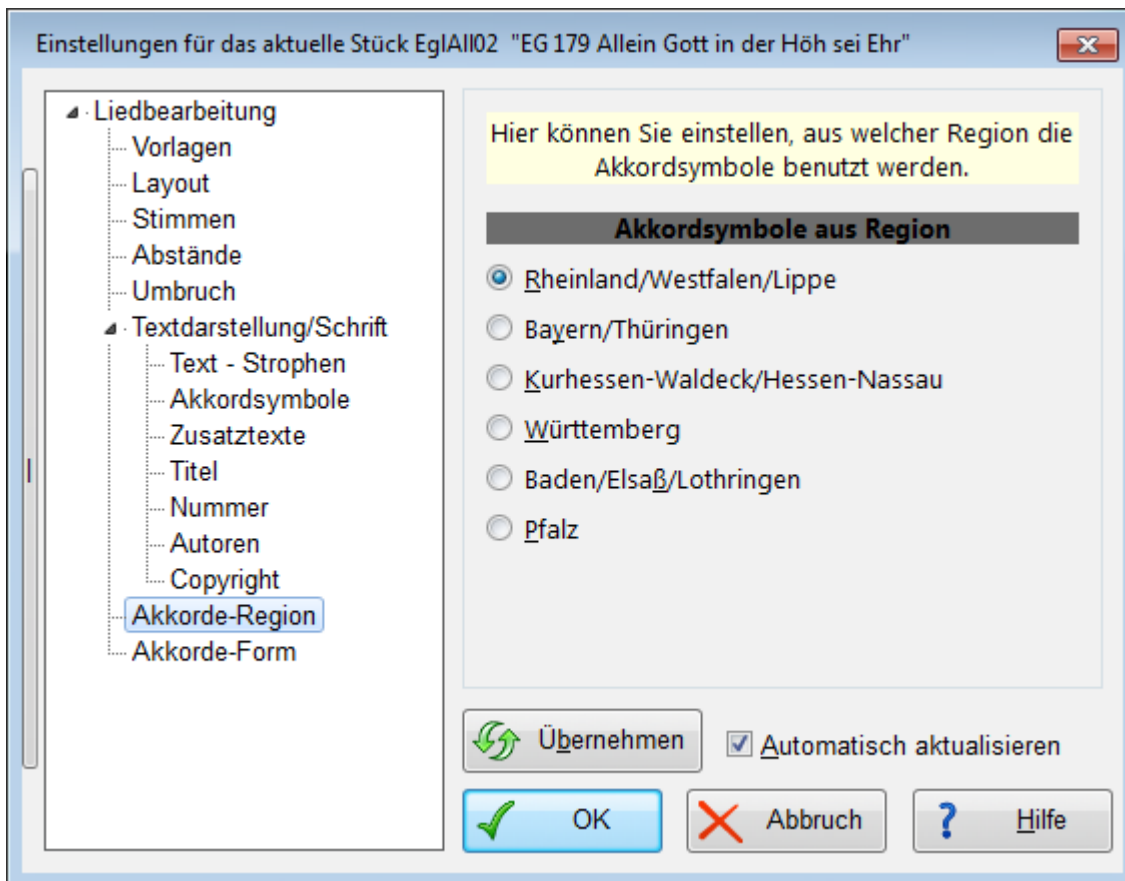 Einstellungen für das aktuelle Stück EglAll02 "EG 179 Allein Gott in der Höh sei Ehr"
Liedbearbeitung
Vorlagen
Layout
Stimmen
Abstände
Umbruch
Textdarstellung/Schrift
Text - Strophen
Akkordsymbole
Zusatztexte
Titel
Nummer
Autoren
Copyright
Akkorde-Region
Akkorde-Form
Hier können Sie einstellen, aus welcher Region die
Akkordsymbole benutzt werden.
Akkordsymbole aus Region
Rheinland/Westfalen/Lippe
Bayern/Thüringen
Kurhessen-Waldeck/Hessen-Nassau
Württemberg
Baden/Elsaß/Lothringen
Pfalz
Übernehmen
Automatisch aktualisieren
OK
Abbruch
Hilfe